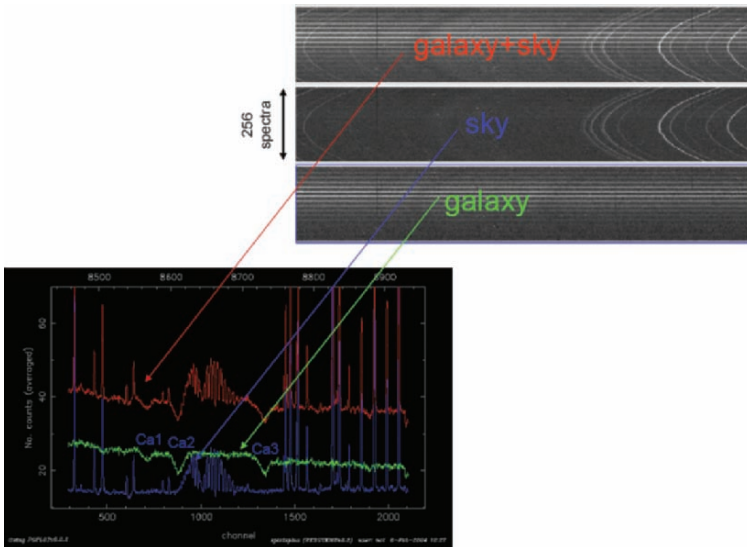 galaxy+sky
256
spectra
sky
galaxy
8500 8600 8700 8800 8900
60
40
20
No. counts (averaged)
Ca1 Ca2 Ca3
500 1000 1500 2000
channel